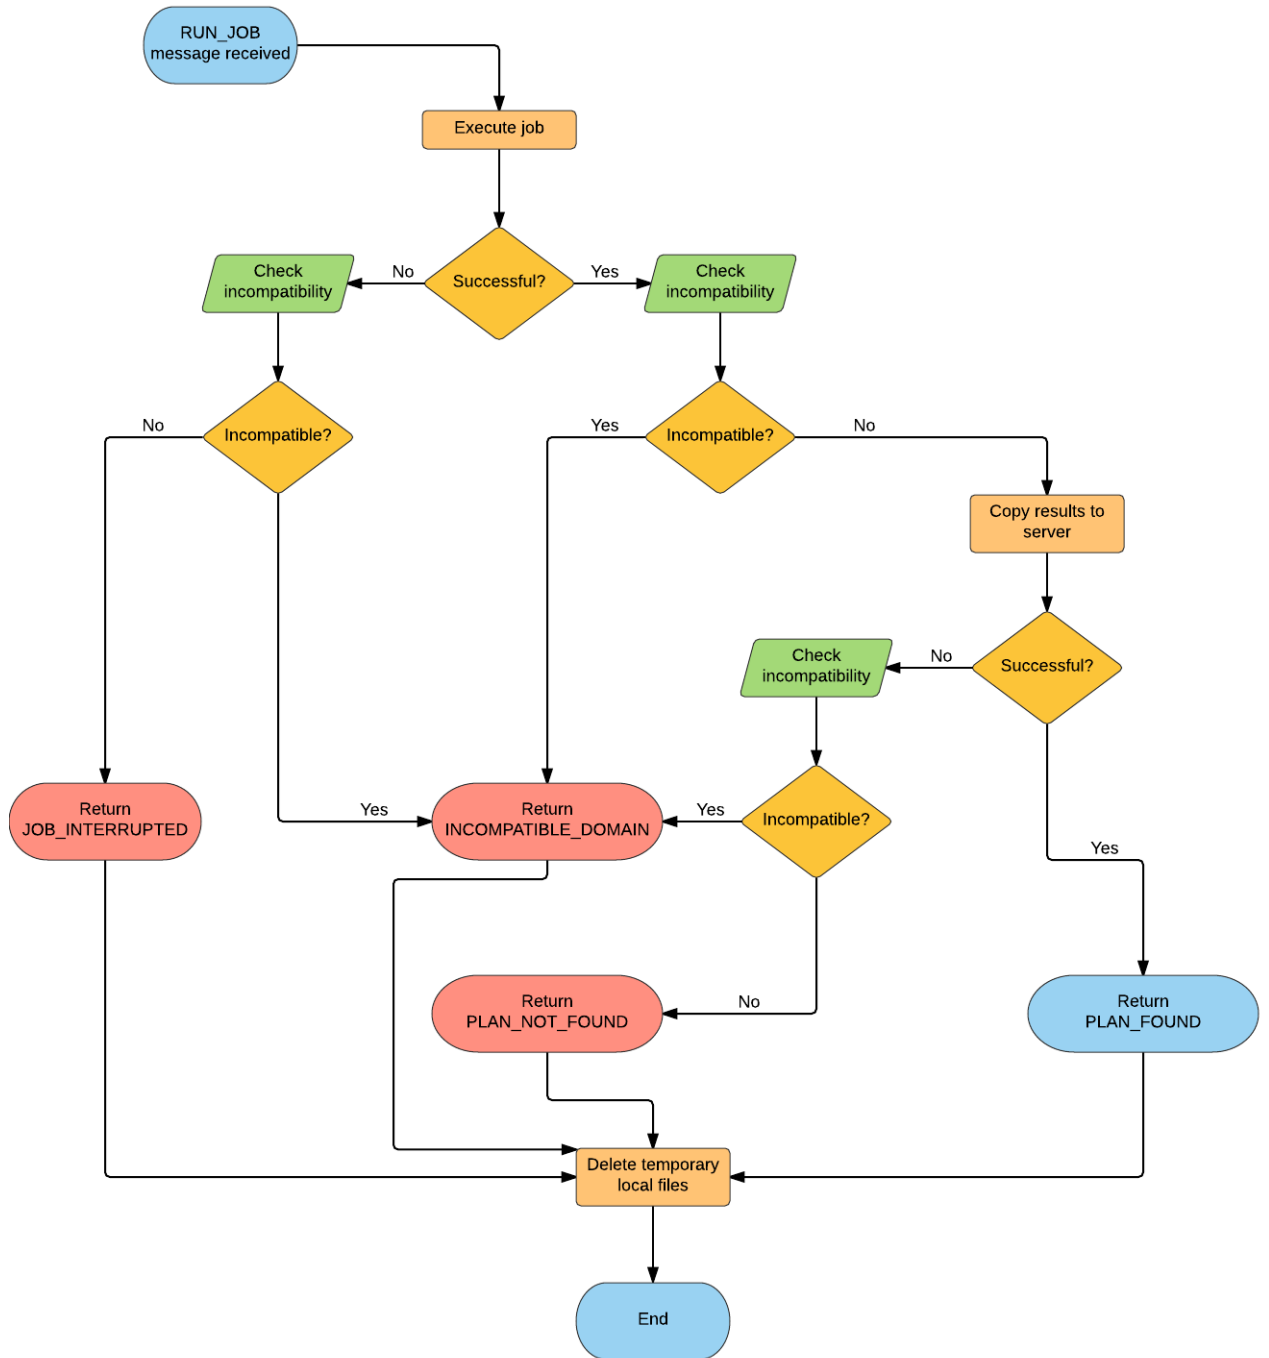 RUN_JOB
message received
Execute job
Successful?
No
Yes
Check
incompatibility
Check
incompatibility
Incompatible?
No
Incompatible?
Yes
No
Copy results to
server
Successful?
No
Check
incompatibility
Yes
Incompatible?
Yes
Yes
Return
JOB_INTERRUPTED
Return
INCOMPATIBLE_DOMAIN
No
Return
PLAN_NOT_FOUND
Return
PLAN_FOUND
Delete temporary
local files
End